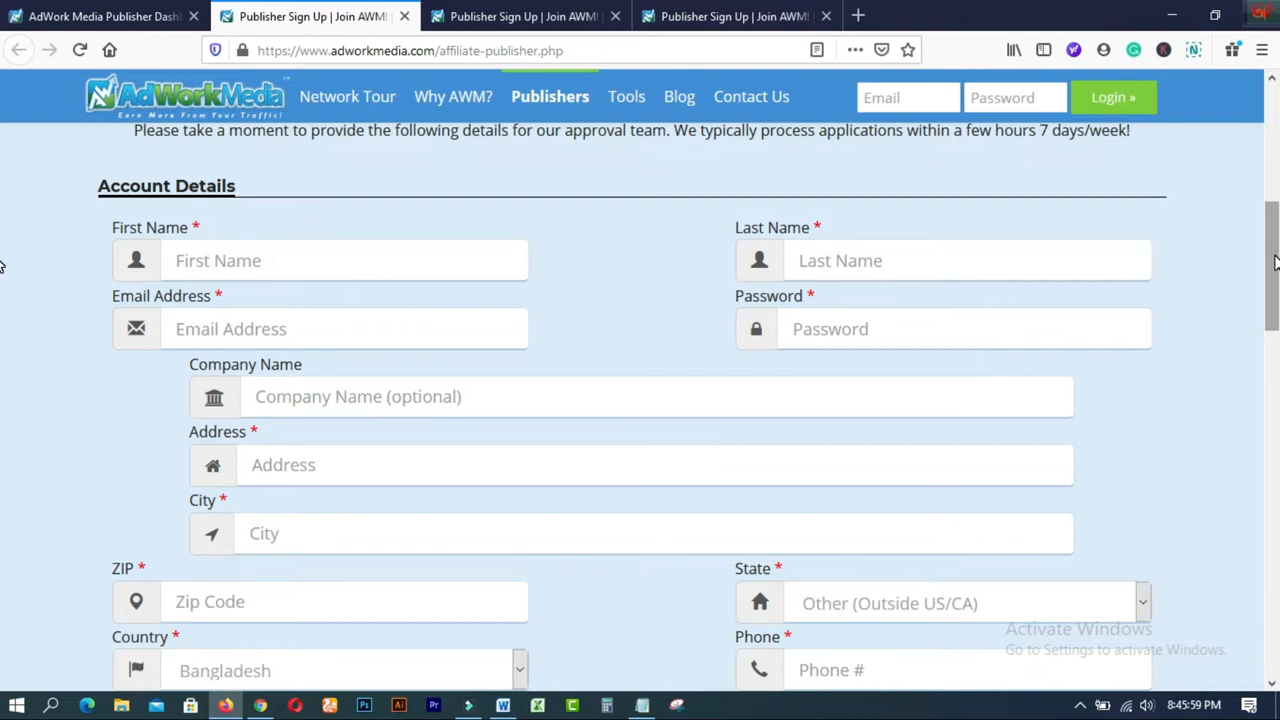 AdWork Media Publisher Dash
Publisher Sign Up | Join AWM!
Publisher Sign Up | Join AWM!
Publisher Sign Up | Join AWM!
https://www.adworkmedia.com/affiliate-publisher.php
AdWorkMedia
Earn More From Your Traffic!
Network Tour
Why AWM?
Publishers
Tools
Blog
Contact Us
Email
Password
Login »
Please take a moment to provide the following details for our approval team. We typically process applications within a few hours 7 days/week!
Account Details
First Name *
Last Name *
First Name
Last Name
Email Address *
Password *
Email Address
Password
Company Name
Company Name (optional)
Address *
Address
City *
City
ZIP *
State *
Zip Code
Other (Outside US/CA)
Country *
Phone *
Bangladesh
Phone #
Activate Windows
Go to Settings to activate Windows.
8:45:59 PM